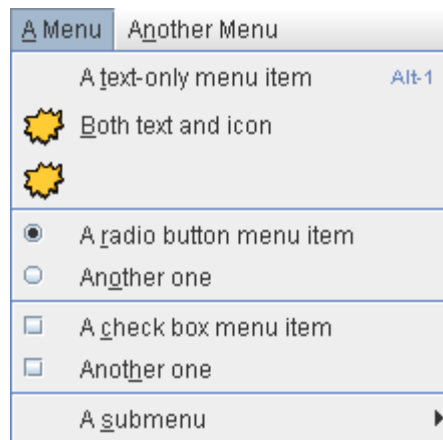 A Menu Another Menu
A text-only menu item Alt-1
Both text and icon
A radio button menu item
Another one
A check box menu item
Another one
A submenu